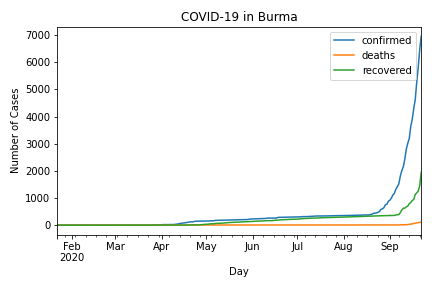 COVID-19 in Burma
confirmed
deaths
recovered
Number of Cases
7000
6000
5000
4000
3000
2000
1000
0
Feb
2020
Mar
Apr
May
Jun
Jul
Aug
Sep
Day